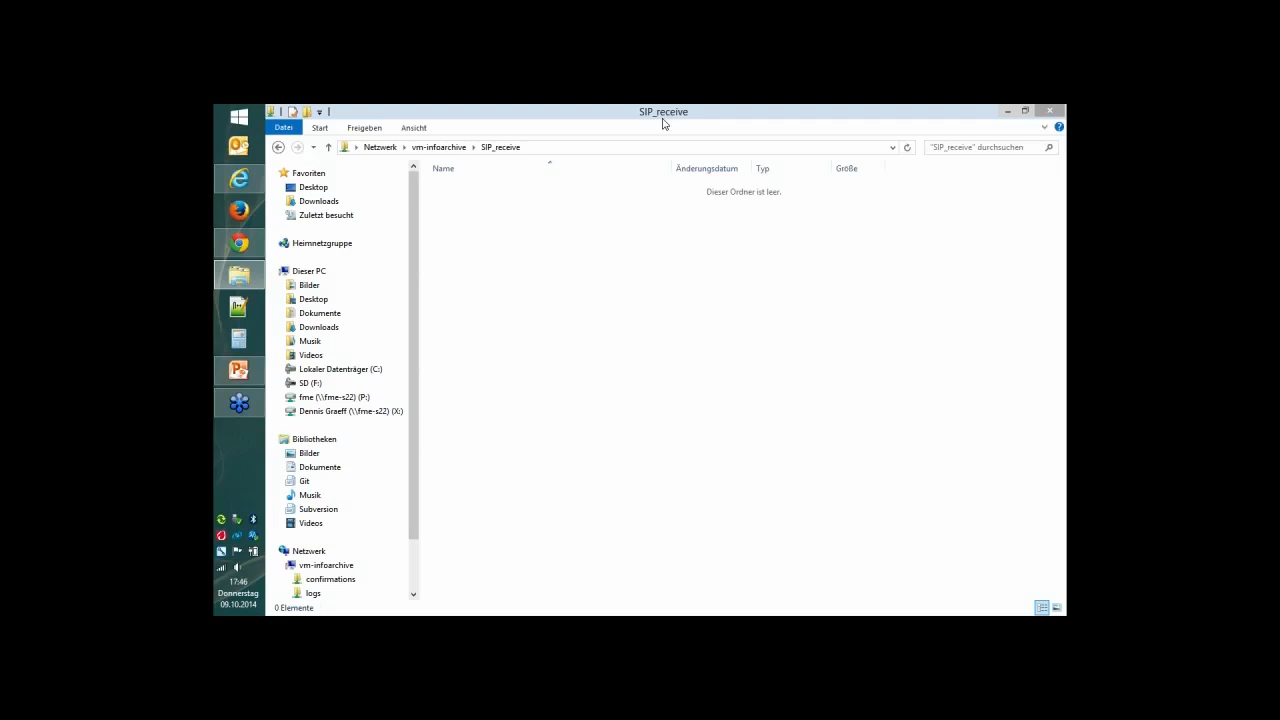 SIP_receive
Datei Start Freigeben Ansicht
Netzwerk vm-infoarchive SIP_receive
"SIP_receive" durchsuchen
Name Änderungsdatum Typ Größe
Dieser Ordner ist leer.
Favoriten
Desktop
Downloads
Zuletzt besucht
Heimnetzgruppe
Dieser PC
Bilder
Desktop
Dokumente
Downloads
Musik
Videos
Lokaler Datenträger (C:)
SD (F:)
fme (\\fme-s22) (P:)
Dennis Graeff (\\fme-s22) (X:)
Bibliotheken
Bilder
Dokumente
Git
Musik
Subversion
Videos
Netzwerk
vm-infoarchive
confirmations
logs
0 Elemente
17:46
Donnerstag
09.10.2014